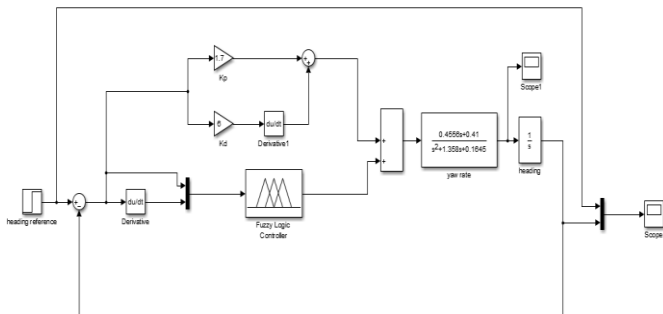 1.7
Kp
6
Kd
du/dt
Derivative1
+
+
+
+
0.4556s+0.41
s²+1.358s+0.1645
yaw rate
Scope1
1
s
heading
heading reference
+
−
du/dt
Derivative
Fuzzy Logic
Controller
Scope